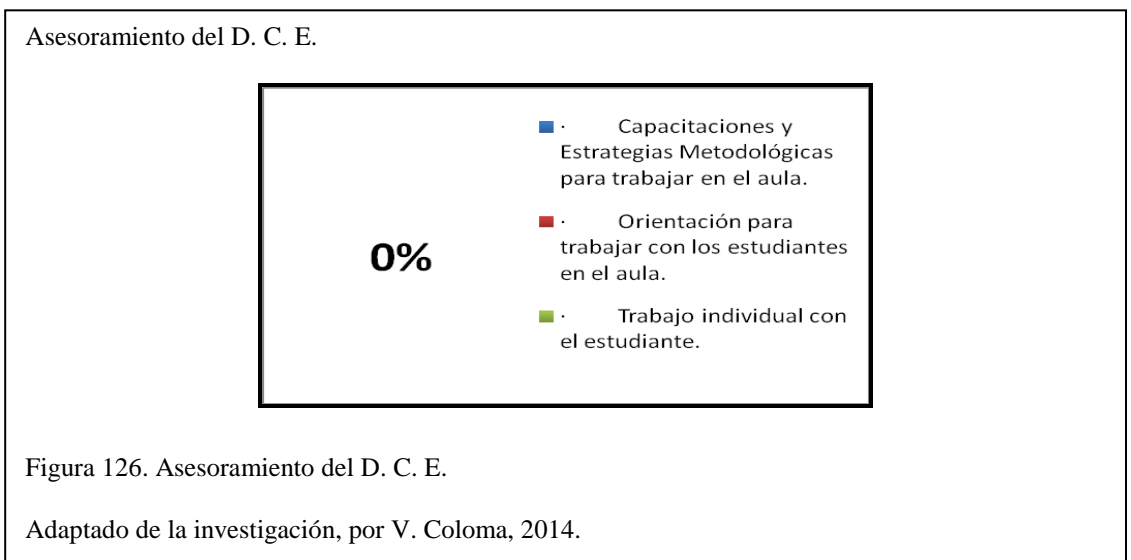 Asesoramiento del D. C. E.
0%
· Capacitaciones y
Estrategias Metodológicas
para trabajar en el aula.
· Orientación para
trabajar con los estudiantes
en el aula.
· Trabajo individual con
el estudiante.
Figura 126. Asesoramiento del D. C. E.
Adaptado de la investigación, por V. Coloma, 2014.